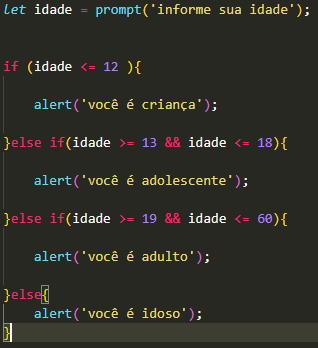 let idade = prompt('informe sua idade');
if (idade <= 12 ){
alert('você é criança');
}else if(idade >= 13 && idade <= 18){
alert('você é adolescente');
}else if(idade >= 19 && idade <= 60){
alert('você é adulto');
}else{
alert('você é idoso');
}